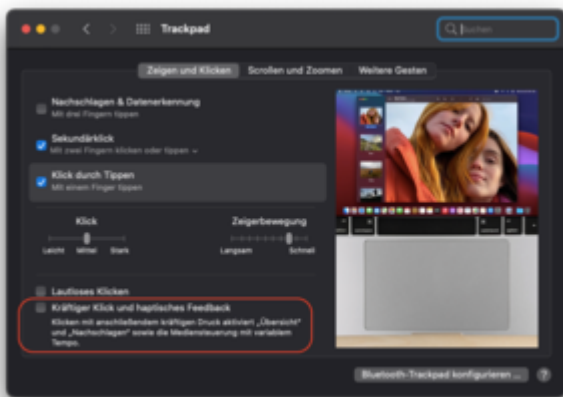 Trackpad
Suchen
Zeigen und Klicken
Scrollen und Zoomen
Weitere Gesten
Nachschlagen & Datenerkennung
Mit drei Fingern tippen
Sekundärklick
Mit zwei Fingern klicken oder tippen
Klick durch Tippen
Mit einem Finger tippen
Klick
Zeigerbewegung
Leicht Mittel Stark
Langsam Schnell
Lautloses Klicken
Kräftiger Klick und haptisches Feedback
Klicken mit anschließendem kräftigen Druck aktiviert „Übersicht“
und „Nachschlagen“ sowie die Mediensteuerung mit variablem
Tempo.
Bluetooth-Trackpad konfigurieren ...
?